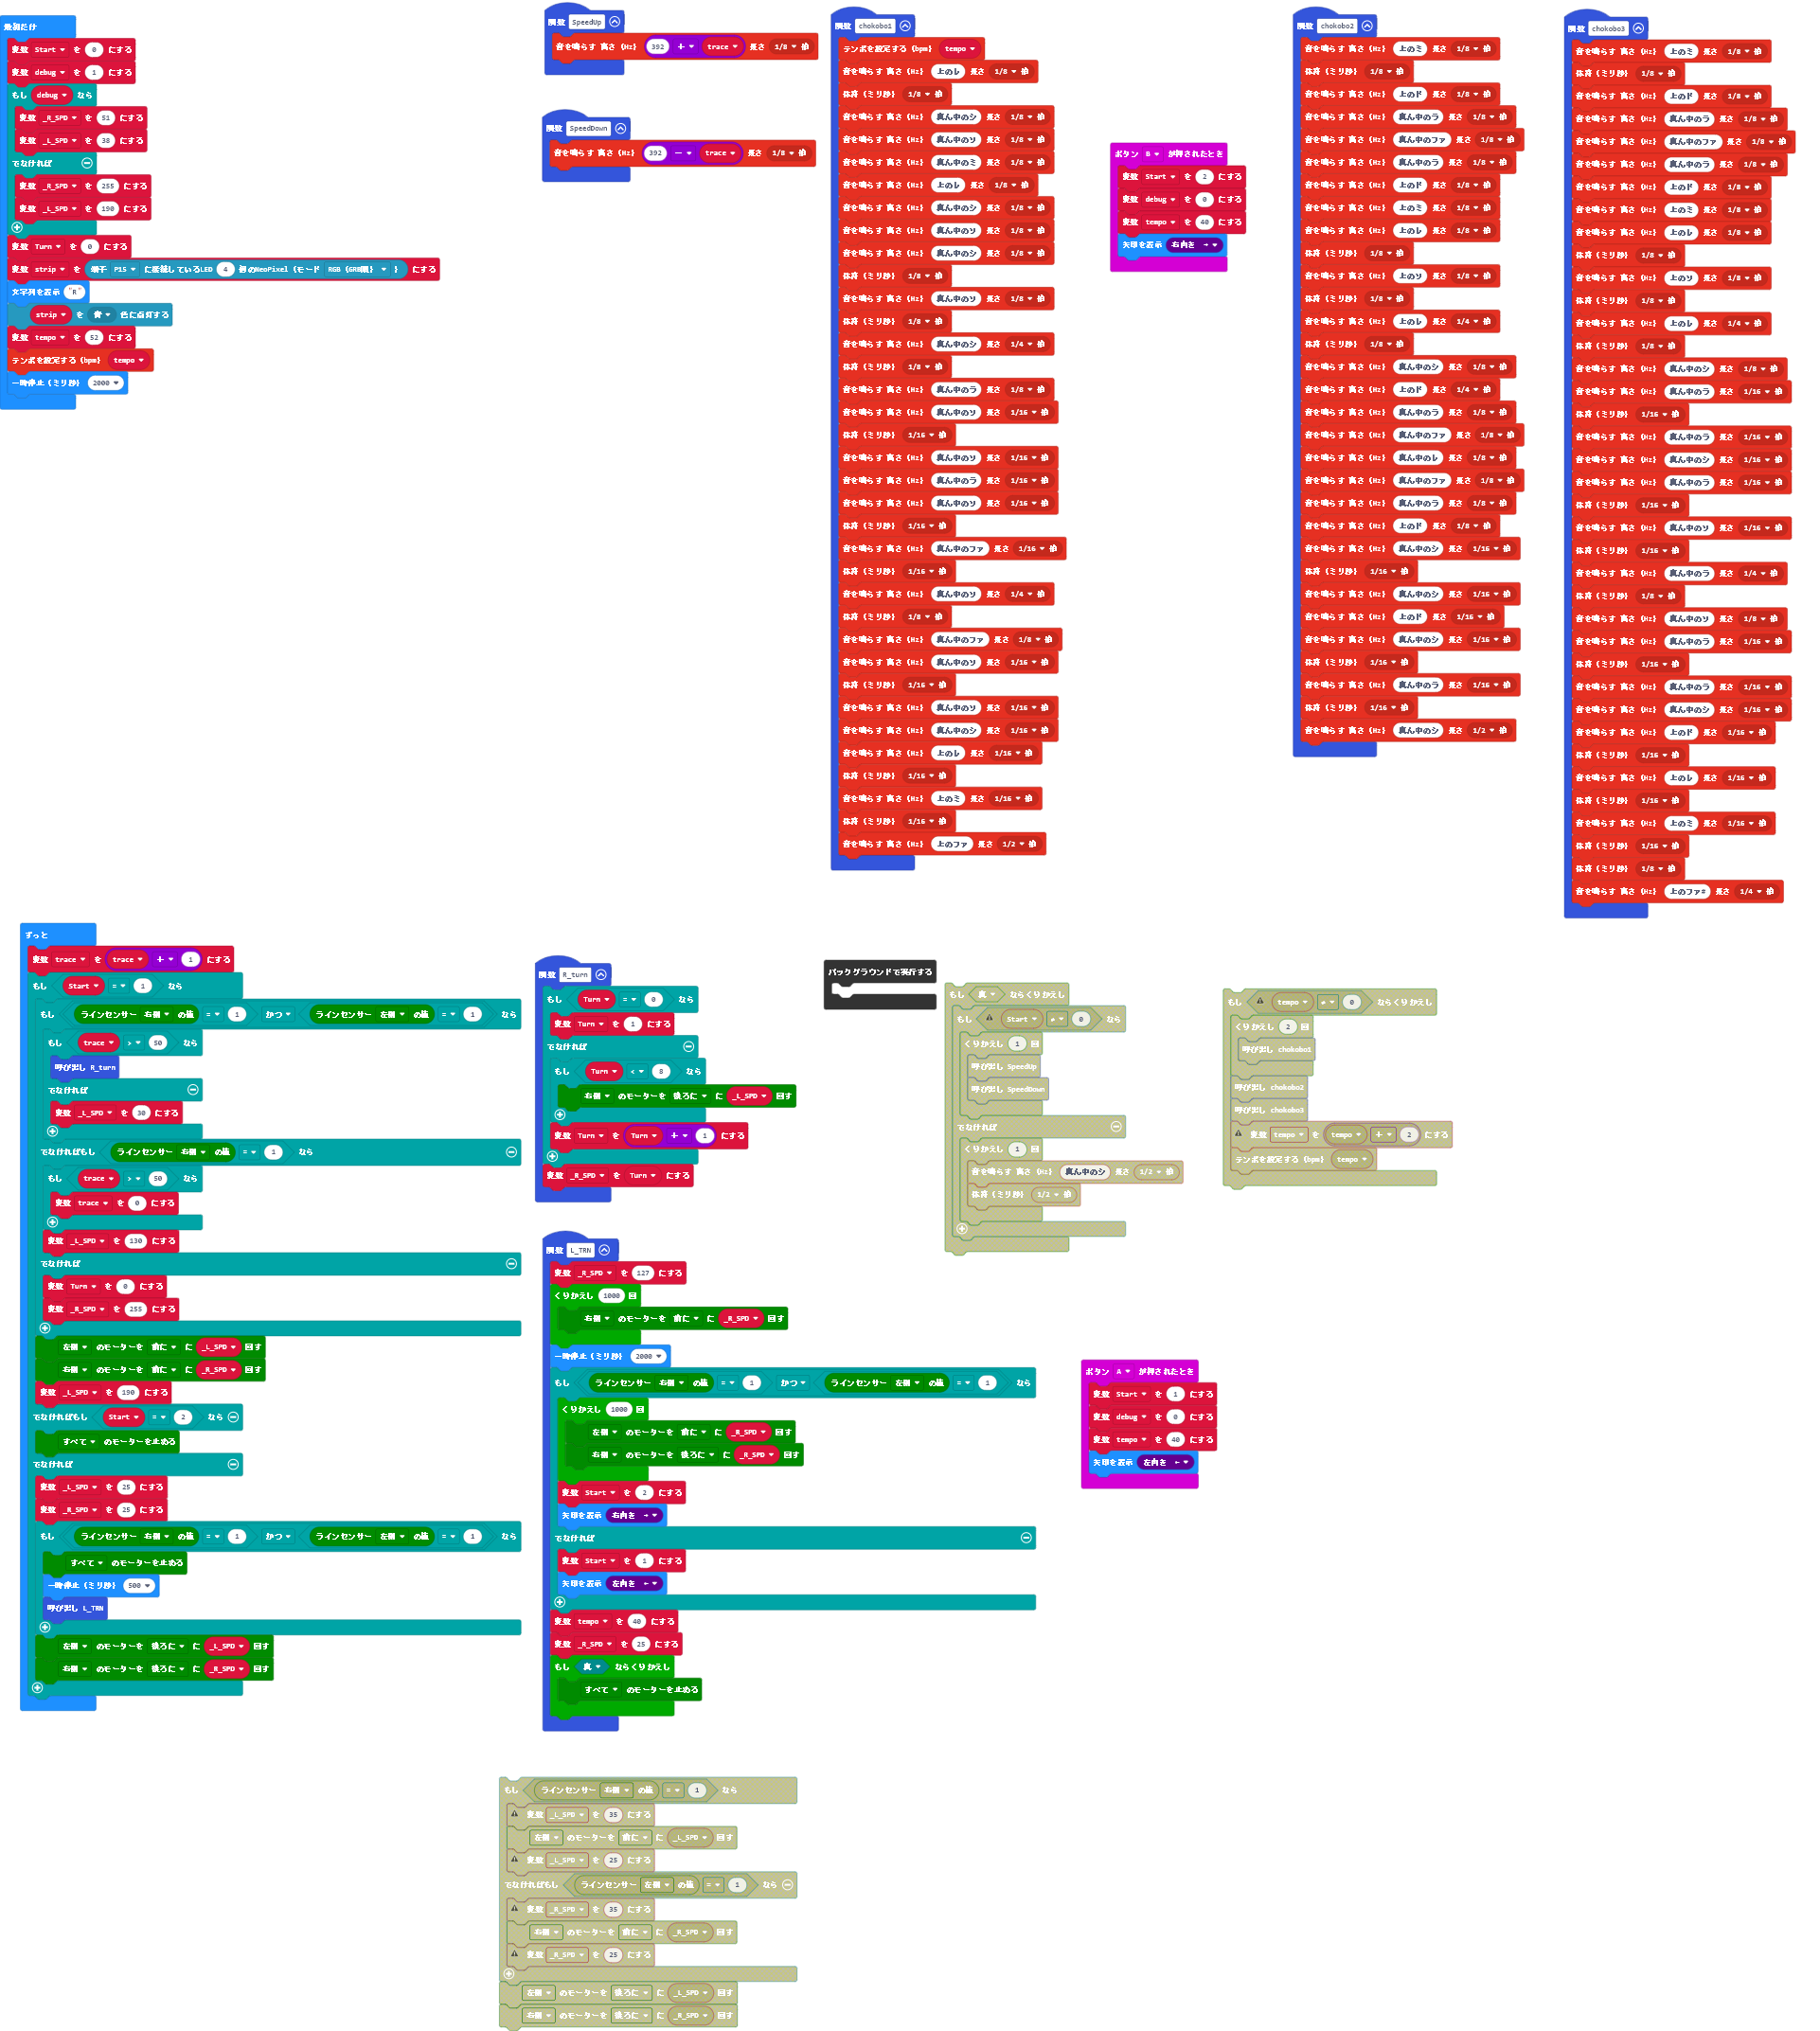 最初だけ
変数 Start を 0 にする
変数 debug を 1 にする
もし debug なら
変数 _R_SPD を 51 にする
変数 _L_SPD を 38 にする
でなければ
変数 _R_SPD を 255 にする
変数 _L_SPD を 190 にする
変数 Turn を 0 にする
変数 strip を 端子 P15 に接続しているLED 4 個のNeoPixel (モード RGB (GRB順) ) にする
文字列を表示 "R"
strip を 青 色に点灯する
変数 tempo を 52 にする
テンポを設定する (bpm) tempo
一時停止 (ミリ秒) 2000
関数 SpeedUp
音を鳴らす 高さ (Hz) 392 + trace 長さ 1/8 拍
関数 SpeedDown
音を鳴らす 高さ (Hz) 392 - trace 長さ 1/8 拍
関数 chokobo1
テンポを設定する (bpm) tempo
音を鳴らす 高さ (Hz) 上のレ 長さ 1/8 拍
休符 (ミリ秒) 1/8 拍
音を鳴らす 高さ (Hz) 真ん中のシ 長さ 1/8 拍
音を鳴らす 高さ (Hz) 真ん中のソ 長さ 1/8 拍
音を鳴らす 高さ (Hz) 真ん中のミ 長さ 1/8 拍
音を鳴らす 高さ (Hz) 上のレ 長さ 1/8 拍
音を鳴らす 高さ (Hz) 真ん中のシ 長さ 1/8 拍
音を鳴らす 高さ (Hz) 真ん中のソ 長さ 1/8 拍
音を鳴らす 高さ (Hz) 真ん中のシ 長さ 1/8 拍
休符 (ミリ秒) 1/8 拍
音を鳴らす 高さ (Hz) 真ん中のソ 長さ 1/8 拍
休符 (ミリ秒) 1/8 拍
音を鳴らす 高さ (Hz) 真ん中のシ 長さ 1/4 拍
休符 (ミリ秒) 1/8 拍
音を鳴らす 高さ (Hz) 真ん中のラ 長さ 1/8 拍
音を鳴らす 高さ (Hz) 真ん中のソ 長さ 1/16 拍
休符 (ミリ秒) 1/16 拍
音を鳴らす 高さ (Hz) 真ん中のソ 長さ 1/16 拍
音を鳴らす 高さ (Hz) 真ん中のラ 長さ 1/16 拍
音を鳴らす 高さ (Hz) 真ん中のソ 長さ 1/16 拍
休符 (ミリ秒) 1/16 拍
音を鳴らす 高さ (Hz) 真ん中のファ 長さ 1/16 拍
休符 (ミリ秒) 1/16 拍
音を鳴らす 高さ (Hz) 真ん中のソ 長さ 1/4 拍
休符 (ミリ秒) 1/8 拍
音を鳴らす 高さ (Hz) 真ん中のファ 長さ 1/8 拍
音を鳴らす 高さ (Hz) 真ん中のソ 長さ 1/16 拍
休符 (ミリ秒) 1/16 拍
音を鳴らす 高さ (Hz) 真ん中のソ 長さ 1/16 拍
音を鳴らす 高さ (Hz) 真ん中のシ 長さ 1/16 拍
音を鳴らす 高さ (Hz) 上のレ 長さ 1/16 拍
休符 (ミリ秒) 1/16 拍
音を鳴らす 高さ (Hz) 上のミ 長さ 1/16 拍
休符 (ミリ秒) 1/16 拍
音を鳴らす 高さ (Hz) 上のファ 長さ 1/2 拍
ボタン B が押されたとき
変数 Start を 2 にする
変数 debug を 0 にする
変数 tempo を 40 にする
矢印を表示 右向き →
関数 chokobo2
音を鳴らす 高さ (Hz) 上のミ 長さ 1/8 拍
休符 (ミリ秒) 1/8 拍
音を鳴らす 高さ (Hz) 上のド 長さ 1/8 拍
音を鳴らす 高さ (Hz) 真ん中のラ 長さ 1/8 拍
音を鳴らす 高さ (Hz) 真ん中のファ 長さ 1/8 拍
音を鳴らす 高さ (Hz) 真ん中のラ 長さ 1/8 拍
音を鳴らす 高さ (Hz) 上のド 長さ 1/8 拍
音を鳴らす 高さ (Hz) 上のミ 長さ 1/8 拍
音を鳴らす 高さ (Hz) 上のレ 長さ 1/8 拍
休符 (ミリ秒) 1/8 拍
音を鳴らす 高さ (Hz) 上のソ 長さ 1/8 拍
休符 (ミリ秒) 1/8 拍
音を鳴らす 高さ (Hz) 上のレ 長さ 1/4 拍
休符 (ミリ秒) 1/8 拍
音を鳴らす 高さ (Hz) 真ん中のシ 長さ 1/8 拍
音を鳴らす 高さ (Hz) 上のド 長さ 1/4 拍
音を鳴らす 高さ (Hz) 真ん中のラ 長さ 1/8 拍
音を鳴らす 高さ (Hz) 真ん中のファ 長さ 1/8 拍
音を鳴らす 高さ (Hz) 真ん中のレ 長さ 1/8 拍
音を鳴らす 高さ (Hz) 真ん中のファ 長さ 1/8 拍
音を鳴らす 高さ (Hz) 真ん中のラ 長さ 1/8 拍
音を鳴らす 高さ (Hz) 上のド 長さ 1/8 拍
音を鳴らす 高さ (Hz) 真ん中のシ 長さ 1/16 拍
休符 (ミリ秒) 1/16 拍
音を鳴らす 高さ (Hz) 真ん中のシ 長さ 1/16 拍
音を鳴らす 高さ (Hz) 上のド 長さ 1/16 拍
音を鳴らす 高さ (Hz) 真ん中のシ 長さ 1/16 拍
休符 (ミリ秒) 1/16 拍
音を鳴らす 高さ (Hz) 真ん中のラ 長さ 1/16 拍
休符 (ミリ秒) 1/16 拍
音を鳴らす 高さ (Hz) 真ん中のシ 長さ 1/2 拍
関数 chokobo3
音を鳴らす 高さ (Hz) 上のミ 長さ 1/8 拍
休符 (ミリ秒) 1/8 拍
音を鳴らす 高さ (Hz) 上のド 長さ 1/8 拍
音を鳴らす 高さ (Hz) 真ん中のラ 長さ 1/8 拍
音を鳴らす 高さ (Hz) 真ん中のファ 長さ 1/8 拍
音を鳴らす 高さ (Hz) 真ん中のラ 長さ 1/8 拍
音を鳴らす 高さ (Hz) 上のド 長さ 1/8 拍
音を鳴らす 高さ (Hz) 上のミ 長さ 1/8 拍
音を鳴らす 高さ (Hz) 上のレ 長さ 1/8 拍
休符 (ミリ秒) 1/8 拍
音を鳴らす 高さ (Hz) 上のソ 長さ 1/8 拍
休符 (ミリ秒) 1/8 拍
音を鳴らす 高さ (Hz) 上のレ 長さ 1/4 拍
休符 (ミリ秒) 1/8 拍
音を鳴らす 高さ (Hz) 真ん中のシ 長さ 1/8 拍
音を鳴らす 高さ (Hz) 真ん中のラ 長さ 1/16 拍
休符 (ミリ秒) 1/16 拍
音を鳴らす 高さ (Hz) 真ん中のラ 長さ 1/16 拍
音を鳴らす 高さ (Hz) 真ん中のシ 長さ 1/16 拍
音を鳴らす 高さ (Hz) 真ん中のラ 長さ 1/16 拍
休符 (ミリ秒) 1/16 拍
音を鳴らす 高さ (Hz) 真ん中のソ 長さ 1/16 拍
休符 (ミリ秒) 1/16 拍
音を鳴らす 高さ (Hz) 真ん中のラ 長さ 1/4 拍
休符 (ミリ秒) 1/8 拍
音を鳴らす 高さ (Hz) 真ん中のソ 長さ 1/8 拍
音を鳴らす 高さ (Hz) 真ん中のラ 長さ 1/16 拍
休符 (ミリ秒) 1/16 拍
音を鳴らす 高さ (Hz) 真ん中のラ 長さ 1/16 拍
音を鳴らす 高さ (Hz) 真ん中のシ 長さ 1/16 拍
音を鳴らす 高さ (Hz) 上のド 長さ 1/16 拍
休符 (ミリ秒) 1/16 拍
音を鳴らす 高さ (Hz) 上のレ 長さ 1/16 拍
休符 (ミリ秒) 1/16 拍
音を鳴らす 高さ (Hz) 上のミ 長さ 1/16 拍
休符 (ミリ秒) 1/16 拍
休符 (ミリ秒) 1/8 拍
音を鳴らす 高さ (Hz) 上のファ# 長さ 1/4 拍
ずっと
変数 trace を trace + 1 にする
もし Start = 1 なら
もし ラインセンサー 右側 の値 = 1 かつ ラインセンサー 左側 の値 = 1 なら
もし trace > 50 なら
呼び出し R_turn
でなければ
変数 _L_SPD を 30 にする
でなければもし ラインセンサー 右側 の値 = 1 なら
もし trace > 50 なら
変数 trace を 0 にする
変数 _L_SPD を 130 にする
でなければ
変数 Turn を 0 にする
変数 _R_SPD を 255 にする
左側 のモーターを 前に に _L_SPD 回す
右側 のモーターを 前に に _R_SPD 回す
変数 _L_SPD を 190 にする
でなければもし Start = 2 なら
すべて のモーターを止める
でなければ
変数 _L_SPD を 25 にする
変数 _R_SPD を 25 にする
もし ラインセンサー 右側 の値 = 1 かつ ラインセンサー 左側 の値 = 1 なら
すべて のモーターを止める
一時停止 (ミリ秒) 500
呼び出し L_TRN
左側 のモーターを 後ろに に _L_SPD 回す
右側 のモーターを 後ろに に _R_SPD 回す
関数 R_turn
もし Turn = 0 なら
変数 Turn を 1 にする
でなければ
もし Turn < 8 なら
右側 のモーターを 後ろに に _L_SPD 回す
変数 Turn を Turn + 1 にする
変数 _R_SPD を Turn にする
関数 L_TRN
変数 _R_SPD を 127 にする
くりかえし 1000 回
右側 のモーターを 前に に _R_SPD 回す
一時停止 (ミリ秒) 2000
もし ラインセンサー 右側 の値 = 1 かつ ラインセンサー 左側 の値 = 1 なら
くりかえし 1000 回
左側 のモーターを 前に に _R_SPD 回す
右側 のモーターを 後ろに に _R_SPD 回す
変数 Start を 2 にする
矢印を表示 右向き →
でなければ
変数 Start を 1 にする
矢印を表示 左向き ←
変数 tempo を 40 にする
変数 _R_SPD を 25 にする
もし 真 ならくりかえし
すべて のモーターを止める
バックグラウンドで実行する
もし 真 ならくりかえし
もし Start ≠ 0 なら
くりかえし 1 回
呼び出し SpeedUp
呼び出し SpeedDown
でなければ
くりかえし 1 回
音を鳴らす 高さ (Hz) 真ん中のシ 長さ 1/2 拍
休符 (ミリ秒) 1/2 拍
もし tempo ≠ 0 ならくりかえし
くりかえし 2 回
呼び出し chokobo1
呼び出し chokobo2
呼び出し chokobo3
変数 tempo を tempo + 2 にする
テンポを設定する (bpm) tempo
ボタン A が押されたとき
変数 Start を 1 にする
変数 debug を 0 にする
変数 tempo を 40 にする
矢印を表示 左向き ←
もし ラインセンサー 右側 の値 = 1 なら
変数 _L_SPD を 35 にする
左側 のモーターを 前に に _L_SPD 回す
変数 _L_SPD を 25 にする
でなければもし ラインセンサー 左側 の値 = 1 なら
変数 _R_SPD を 35 にする
右側 のモーターを 前に に _R_SPD 回す
変数 _R_SPD を 25 にする
左側 のモーターを 後ろに に _L_SPD 回す
右側 のモーターを 後ろに に _R_SPD 回す